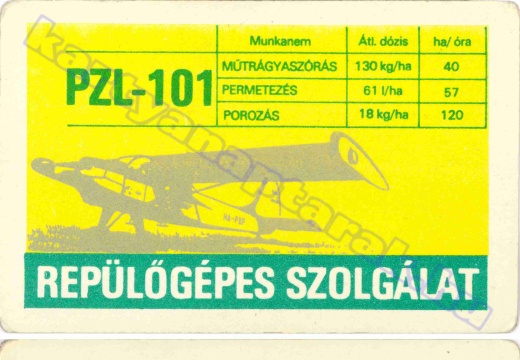 PZL-101
Munkanem Átl. dózis ha/óra
MŰTRÁGYASZÓRÁS 130 kg/ha 40
PERMETEZÉS 61 l/ha 57
POROZÁS 18 kg/ha 120
REPÜLŐGÉPES SZOLGÁLAT